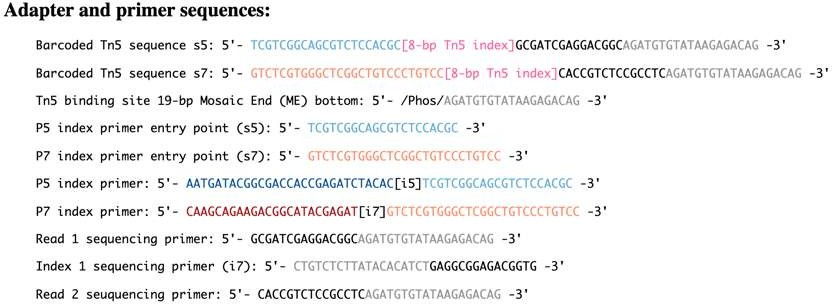 Adapter and primer sequences:
Barcoded Tn5 sequence s5: 5'- TCGTCGGCAGCGTCTCCACGC[8-bp Tn5 index]GCGATCGAGGACGGCAGATGTGTATAAGAGACAG -3'
Barcoded Tn5 sequence s7: 5'- GTCTCGTGGGCTCGGCTGTCCCTGTCC[8-bp Tn5 index]CACCGTCTCCGCCTCAGATGTGTATAAGAGACAG -3'
Tn5 binding site 19-bp Mosaic End (ME) bottom: 5'- /Phos/AGATGTGTATAAGAGACAG -3'
P5 index primer entry point (s5): 5'- TCGTCGGCAGCGTCTCCACGC -3'
P7 index primer entry point (s7): 5'- GTCTCGTGGGCTCGGCTGTCCCTGTCC -3'
P5 index primer: 5'- AATGATACGGCGACCACCGAGATCTACAC[i5]TCGTCGGCAGCGTCTCCACGC -3'
P7 index primer: 5'- CAAGCAGAAGACGGCATACGAGAT[i7]GTCTCGTGGGCTCGGCTGTCCCTGTCC -3'
Read 1 sequencing primer: 5'- GCGATCGAGGACGGCAGATGTGTATAAGAGACAG -3'
Index 1 sequencing primer (i7): 5'- CTGTCTCTTATACACATCTGAGGCGGAGACGGTG -3'
Read 2 seuquencing primer: 5'- CACCGTCTCCGCCTCAGATGTGTATAAGAGACAG -3'